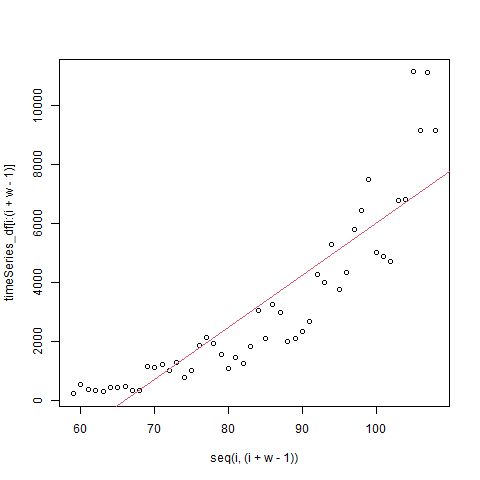 timeSeries_df[i:(i + w - 1)]
10000
8000
6000
4000
2000
0
60 70 80 90 100
seq(i, (i + w - 1))